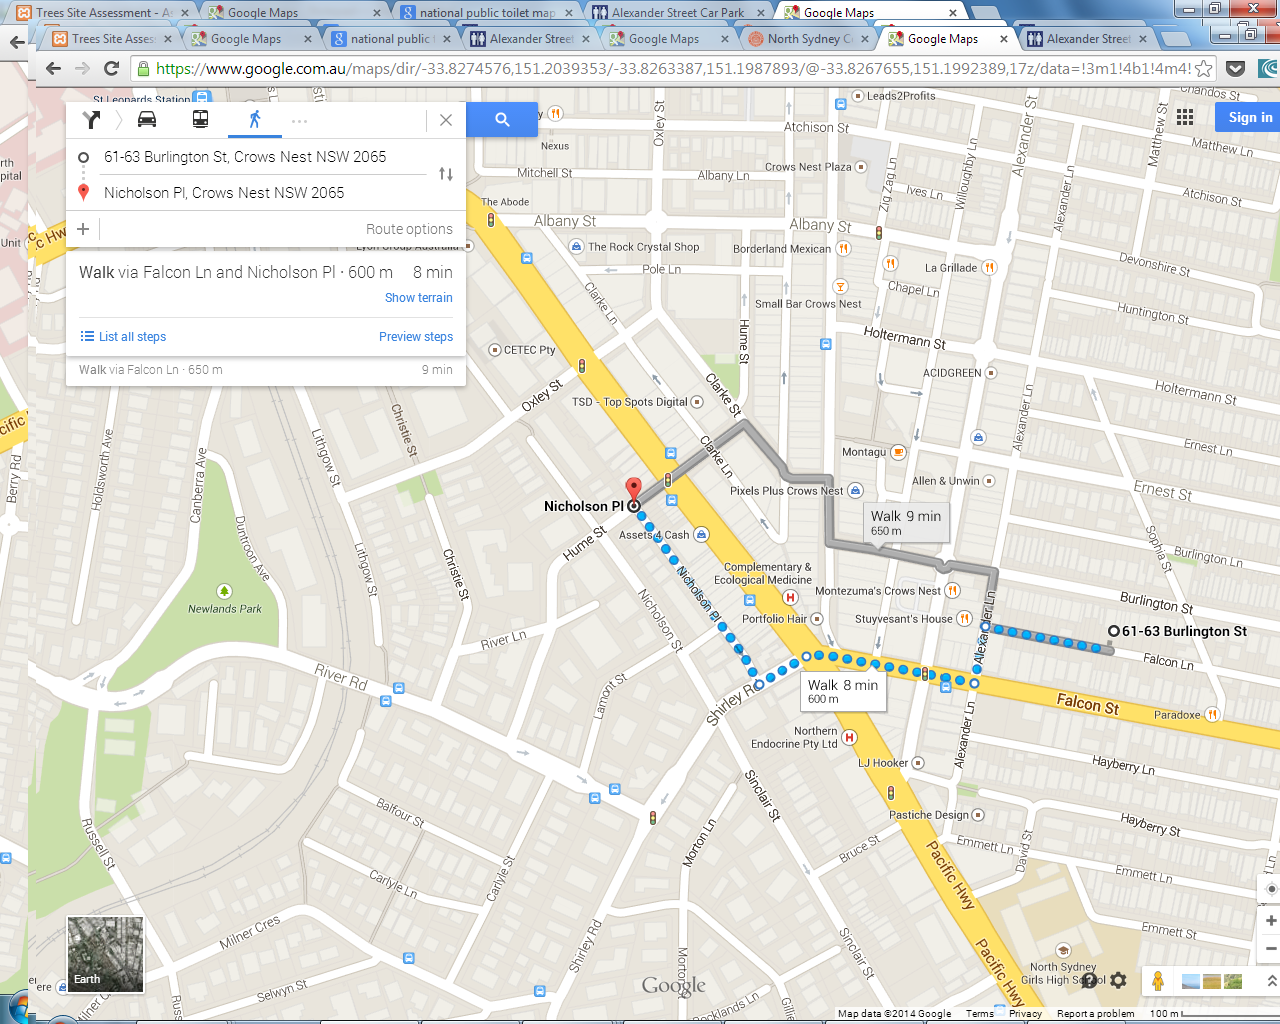 Trees Site Assessment - A
Google Maps
national public toilet map
Alexander Street Car Park
Google Maps
Trees Site Asses
Google Maps
national public t
Alexander Street
Google Maps
North Sydney Co
Google Maps
Alexander Street
https://www.google.com.au/maps/dir/-33.8274576,151.2039353/-33.8263387,151.1987893/@-33.8267655,151.1992389,17z/data=!3m1!4b1!4m4!
St Leonards Station
61-63 Burlington St, Crows Nest NSW 2065
Nicholson Pl, Crows Nest NSW 2065
Route options
Lyon Group Australia
Walk via Falcon Ln and Nicholson Pl · 600 m 8 min
Show terrain
List all steps
Preview steps
Walk via Falcon Ln · 650 m 9 min
Sign in
Leads2Profits
Chandos St
Atchison St
Oxley St
Nexus
Mitchell St
Albany Ln
Crows Nest Plaza
Zig Zag Ln
Willoughby Ln
Alexander St
Matthew St
Ives Ln
Alexander Ln
Atchison St
The Abode
Albany St
Albany St
The Rock Crystal Shop
Borderland Mexican
Pole Ln
La Grillade
Devonshire St
Chapel Ln
Clarke Ln
Small Bar Crows Nest
Huntington St
Hume St
Holtermann St
CETEC Pty
ACIDGREEN
Holtermann St
Oxley St
Clarke St
TSD - Top Spots Digital
Alexander Ln
Christie St
Lithgow St
Holdsworth Ave
Canberra Ave
Berry Rd
Clarke Ln
Montagu
Ernest Ln
Allen & Unwin
Ernest St
Pixels Plus Crows Nest
Nicholson Pl
Walk 9 min
650 m
Assets 4 Cash
Hume St
Duntroon Ave
Lithgow St
Christie St
Sophia St
Burlington Ln
Complementary &
Ecological Medicine
Nicholson Pl
Montezuma's Crows Nest
Newlands Park
Burlington St
Portfolio Hair
Stuyvesant's House
Nicholson St
River Ln
Alexander Ln
61-63 Burlington St
Falcon Ln
River Rd
Lamont St
Walk 8 min
600 m
Shirley Rd
Falcon St
Paradoxe
Northern
Endocrine Pty Ltd
Alexander Ln
LJ Hooker
Hayberry Ln
Sinclair St
Balfour St
Pastiche Design
Hayberry St
Russell St
Morton Ln
Bruce St
David St
Emmett Ln
Pacific Hwy
Carlyle St
Carlyle Ln
Emmett St
Milner Cres
Shirley Rd
Sinclair St
Pacific Hwy
North Sydney
Girls High School
Earth
Selwyn St
Milner Cres
Google
Rocklands Ln
Map data ©2014 Google Terms Privacy Report a problem 100 m